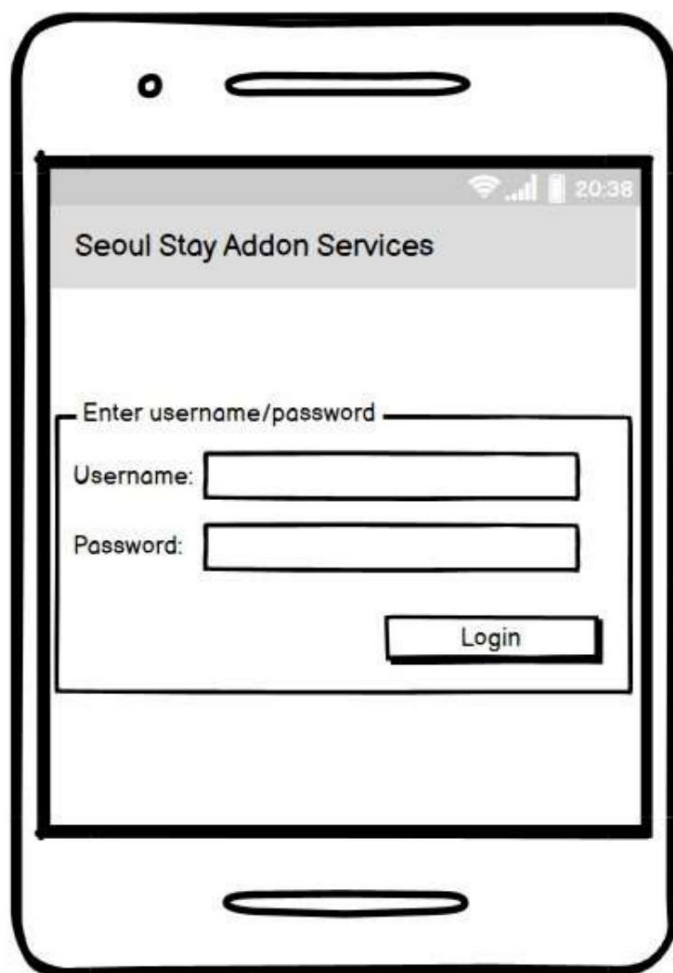 20:38
Seoul Stay Addon Services
Enter username/password
Username:
Password:
Login